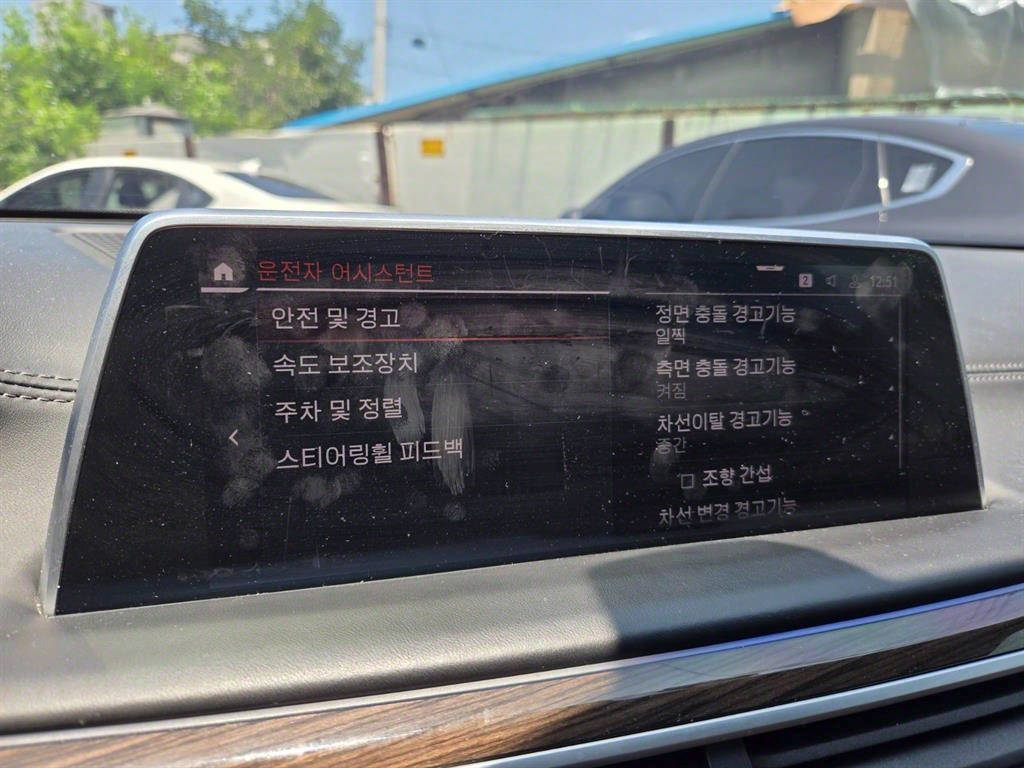 운전자 어시스턴트
2
12:51
안전 및 경고
속도 보조장치
주차 및 정렬
스티어링휠 피드백
정면 충돌 경고기능
일찍
측면 충돌 경고기능
켜짐
차선이탈 경고기능
중간
조향 간섭
차선 변경 경고기능